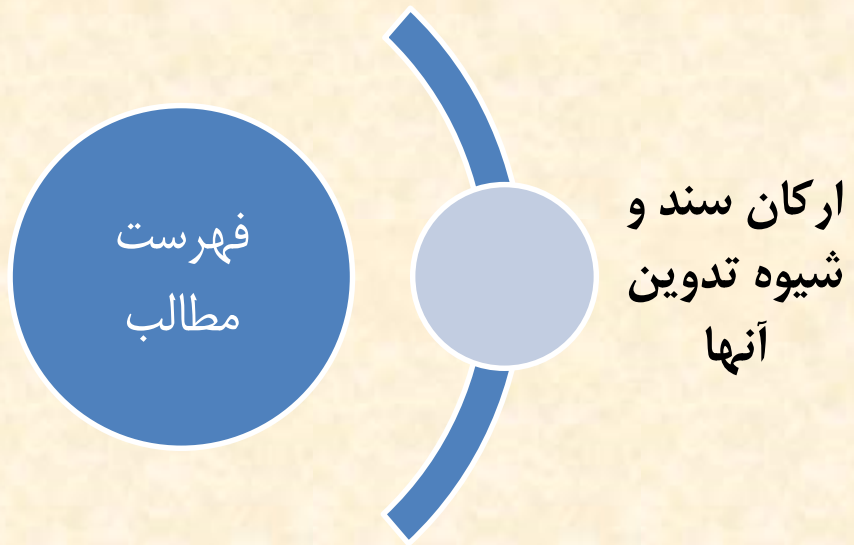 فهرست
مطالب
ارکان سند و
شیوه تدوین
آنها